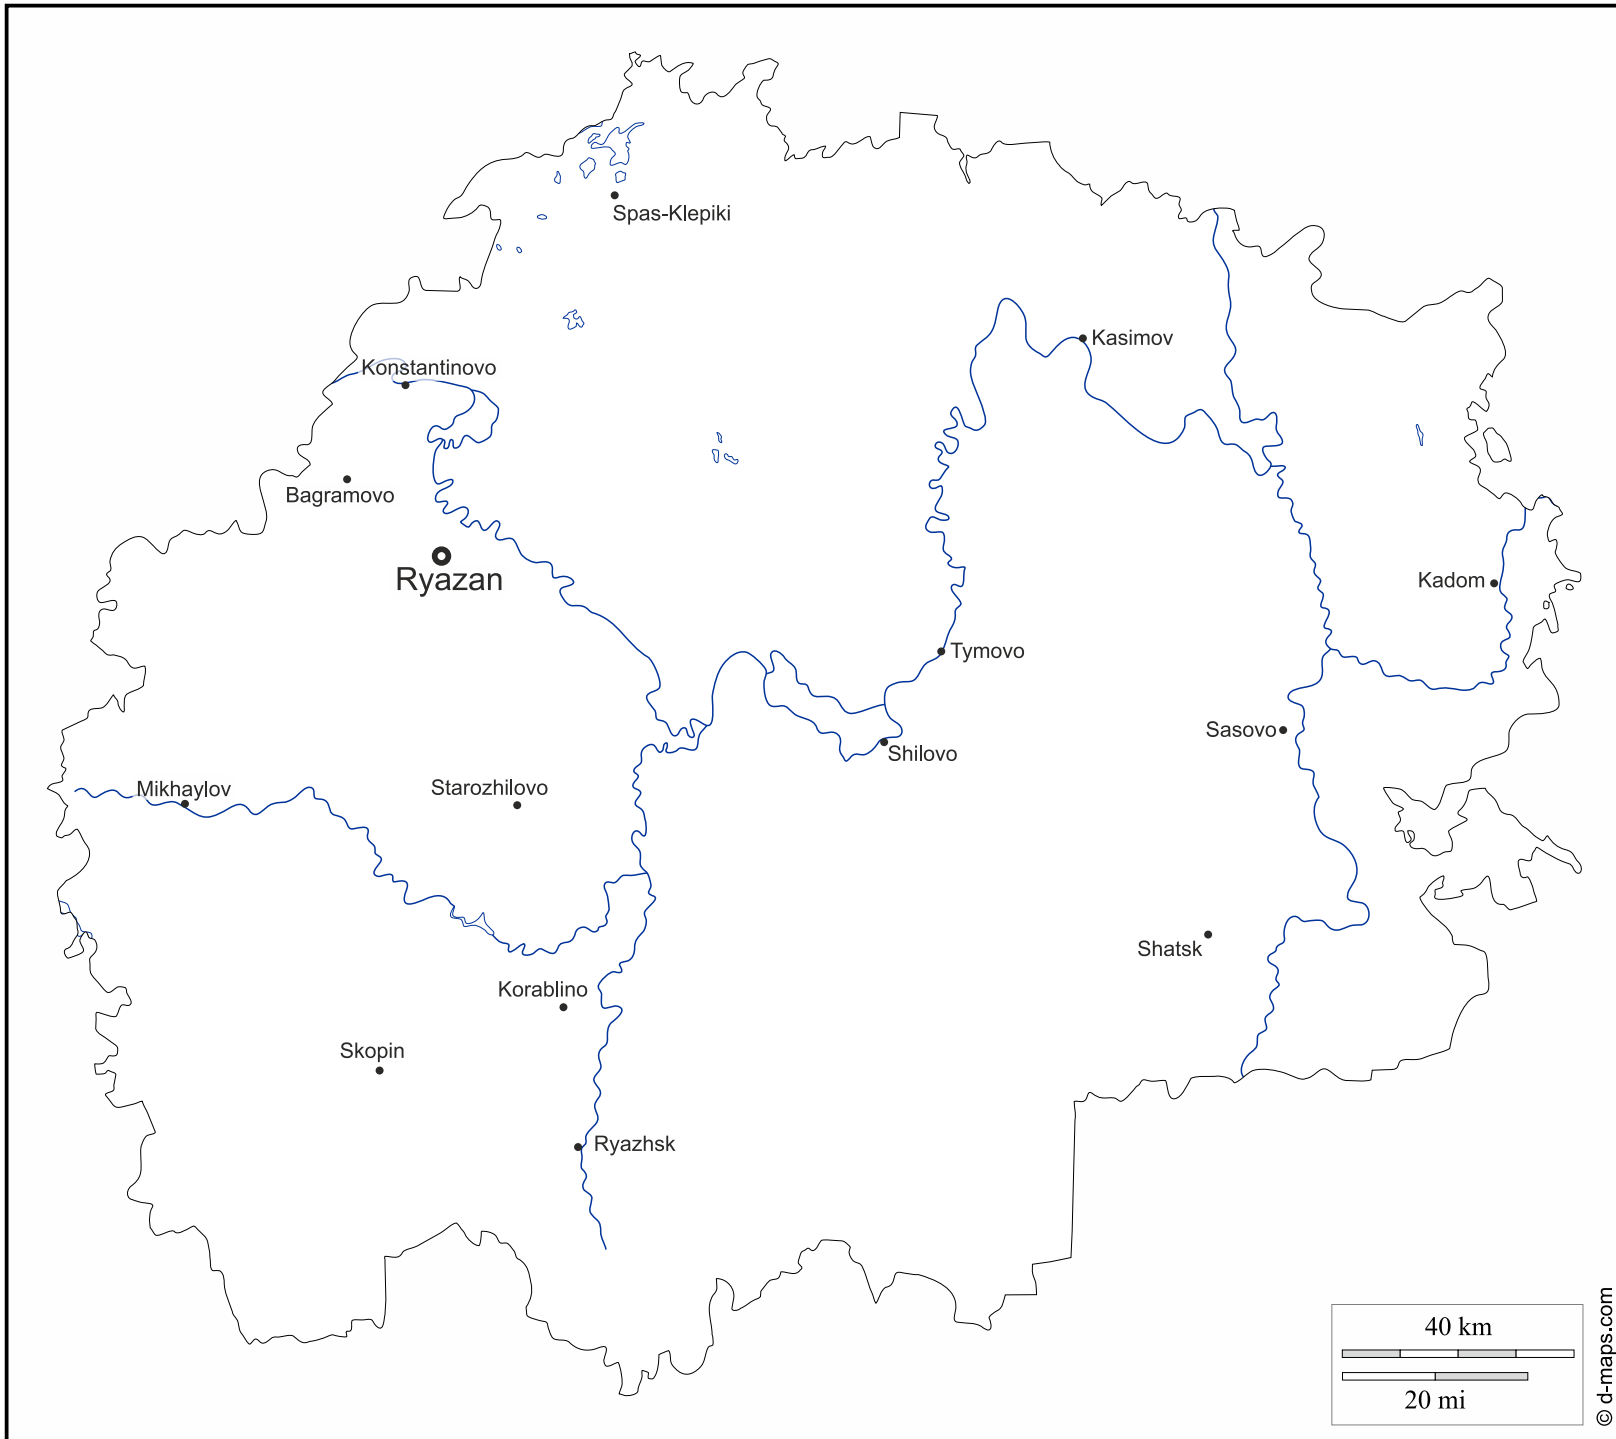 Spas-Klepiki
Kasimov
Konstantinovo
Bagramovo
Ryazan
Kadom
Tymovo
Sasovo
Shilovo
Mikhaylov
Starozhilovo
Shatsk
Korablino
Skopin
Ryazhsk
40 km
20 mi
© d-maps.com